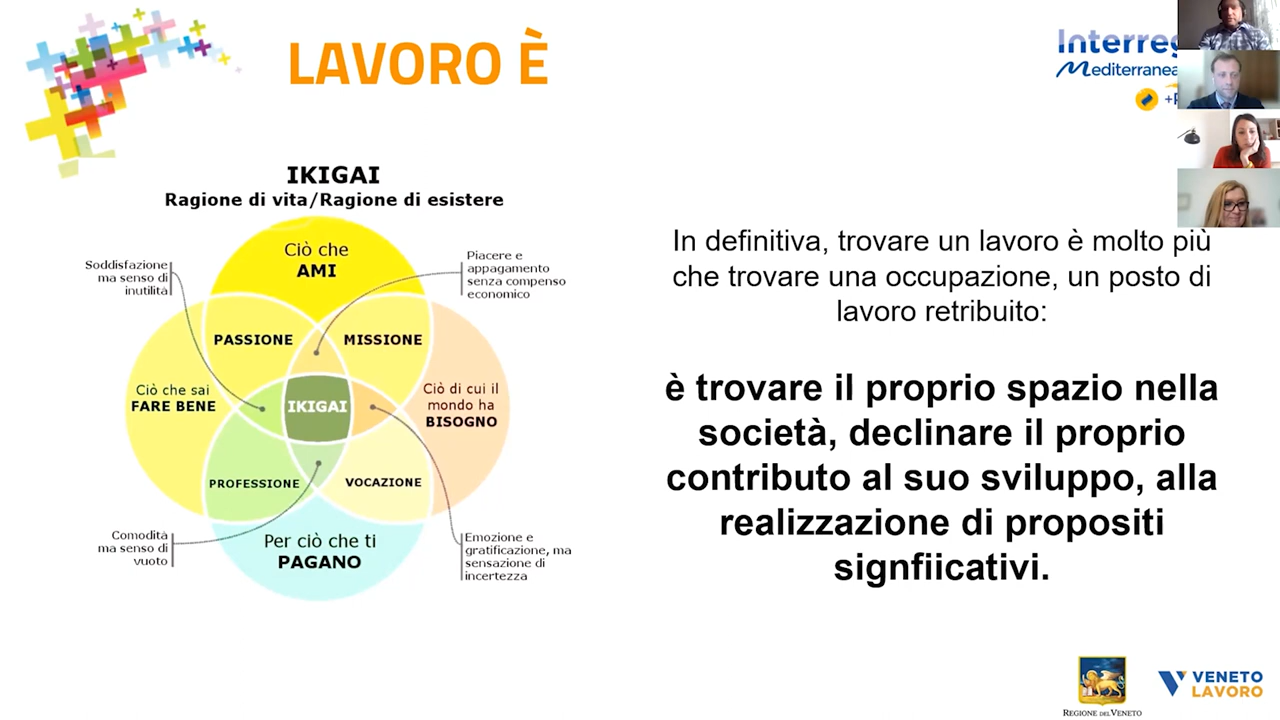 LAVORO È
Interreg
Mediterranea
IKIGAI
Ragione di vita/Ragione di esistere
Ciò che
AMI
Soddisfazione
ma senso di
inutilità
Piacere e
appagamento
senza compenso
economico
PASSIONE
MISSIONE
Ciò che sai
FARE BENE
IKIGAI
Ciò di cui il
mondo ha
BISOGNO
PROFESSIONE
VOCAZIONE
Per ciò che ti
PAGANO
Comodità
ma senso di
vuoto
Emozione e
gratificazione, ma
sensazione di
incertezza
In definitiva, trovare un lavoro è molto più
che trovare una occupazione, un posto di
lavoro retribuito:
è trovare il proprio spazio nella
società, declinare il proprio
contributo al suo sviluppo, alla
realizzazione di propositi
signfiicativi.
REGIONE DEL VENETO
VENETO
LAVORO